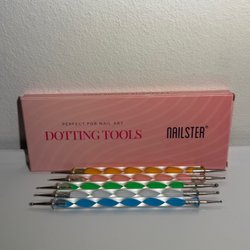 PERFECT FOR NAIL ART
DOTTING TOOLS
NAILSTER®